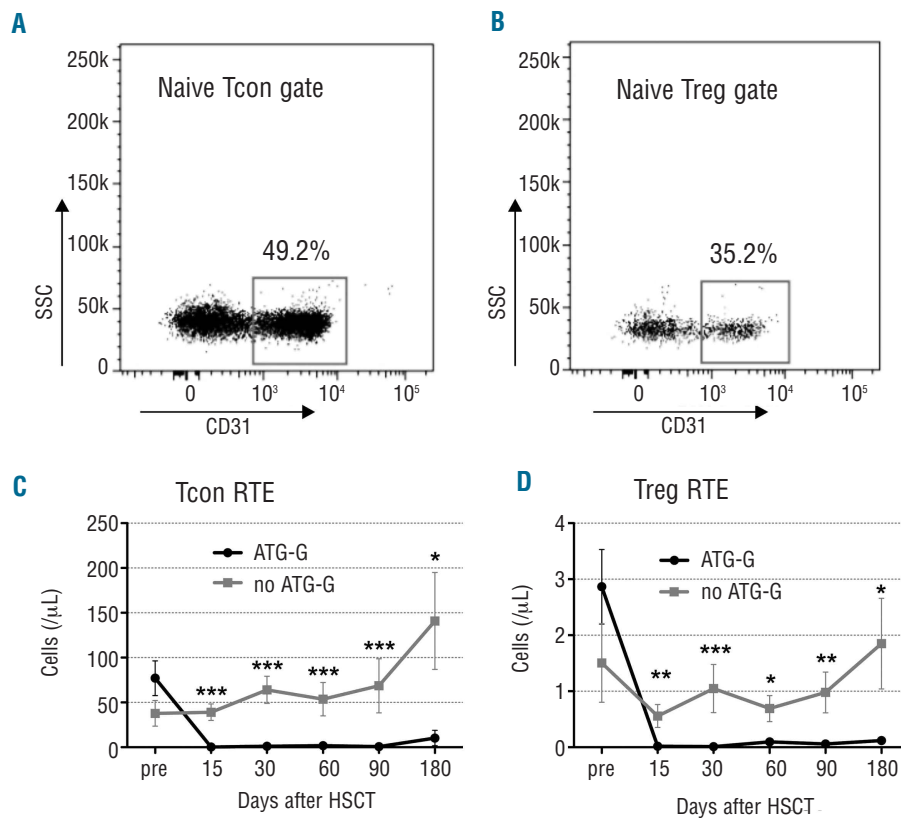 A
250k
Naive Tcon gate
200k
150k
SSC
100k
49.2%
50k
0
0 10³ 10⁴ 10⁵
CD31
B
250k
Naive Treg gate
200k
150k
SSC
100k
35.2%
50k
0
0 10³ 10⁴ 10⁵
CD31
C
Tcon RTE
250
200
150
100
50
0
Cells (/μL)
ATG-G
no ATG-G
*** *** *** *** *
pre 15 30 60 90 180
Days after HSCT
D
Treg RTE
4
3
2
1
0
Cells (/μL)
ATG-G
no ATG-G
** *** * ** *
pre 15 30 60 90 180
Days after HSCT